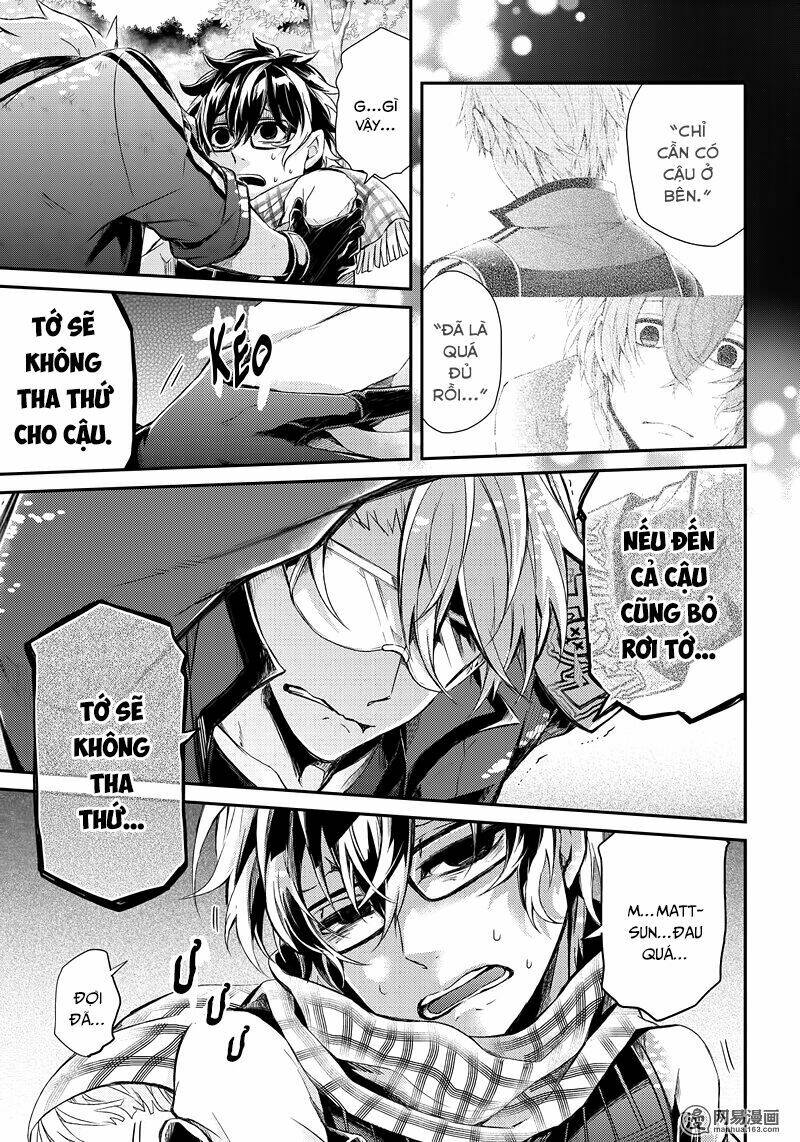 "CHỈ
CẦN CÓ
CẬU Ở
BÊN."
"ĐÃ LÀ
QUÁ
ĐỦ
RỒI..."
G...GÌ
VẬY...
KÉO
TỚ SẼ
KHÔNG
THA THỨ
CHO CẬU.
NẾU ĐẾN
CẢ CẬU
CŨNG BỎ
RƠI TỚ...
TỚ SẼ
KHÔNG
THA
THỨ...
M...MATT-
SUN...ĐAU
QUÁ...
Ư
Ư
Ư
ĐỢI
ĐÃ...
网易漫画
manhua.163.com